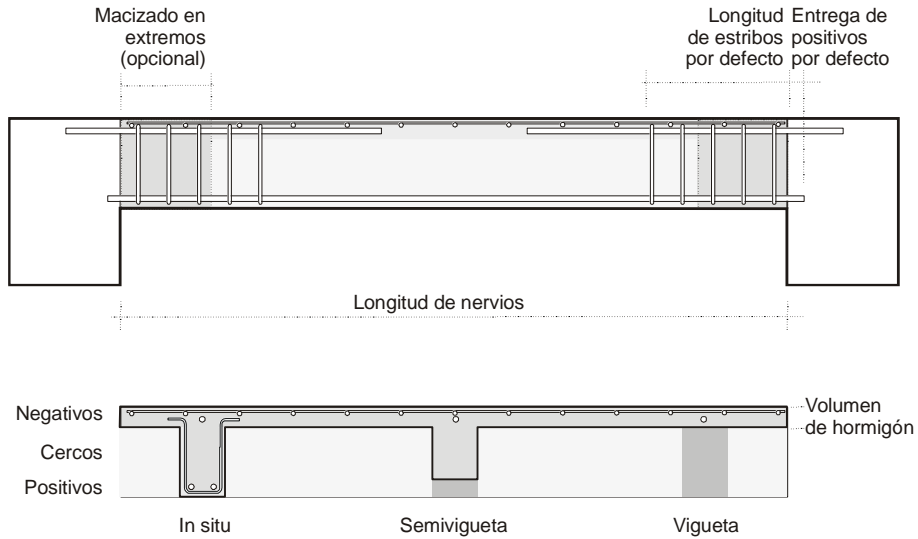 Macizado en
extremos
(opcional)
Longitud
de estribos
por defecto
Entrega de
positivos
por defecto
Longitud de nervios
Negativos
Cercos
Positivos
Volumen
de hormigón
In situ
Semivigueta
Vigueta